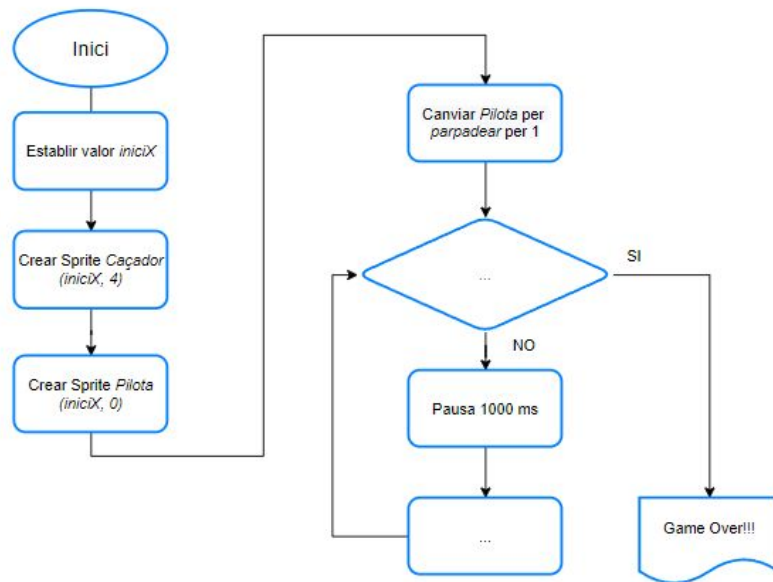 Inici
Establir valor iniciX
Crear Sprite Caçador
(iniciX, 4)
Crear Sprite Pilota
(iniciX, 0)
Canviar Pilota per
parpadear per 1
...
SI
NO
Pausa 1000 ms
...
Game Over!!!